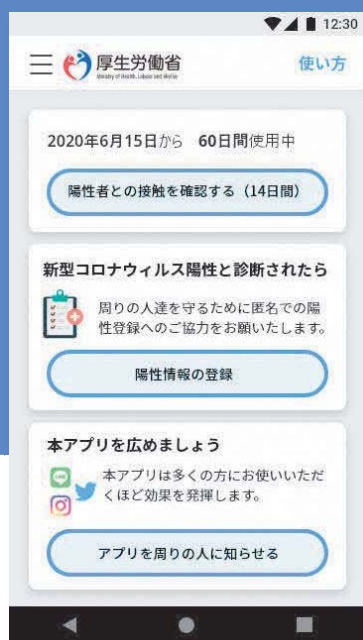 12:30
厚生労働省
Ministry of Health, Labour and Welfare
使い方
2020年6月15日から 60日間使用中
陽性者との接触を確認する（14日間）
新型コロナウィルス陽性と診断されたら
周りの人達を守るために匿名での陽
性登録へのご協力をお願いたします。
陽性情報の登録
本アプリを広めましょう
本アプリは多くの方にお使いいただ
くほど効果を発揮します。
アプリを周りの人に知らせる
LINE